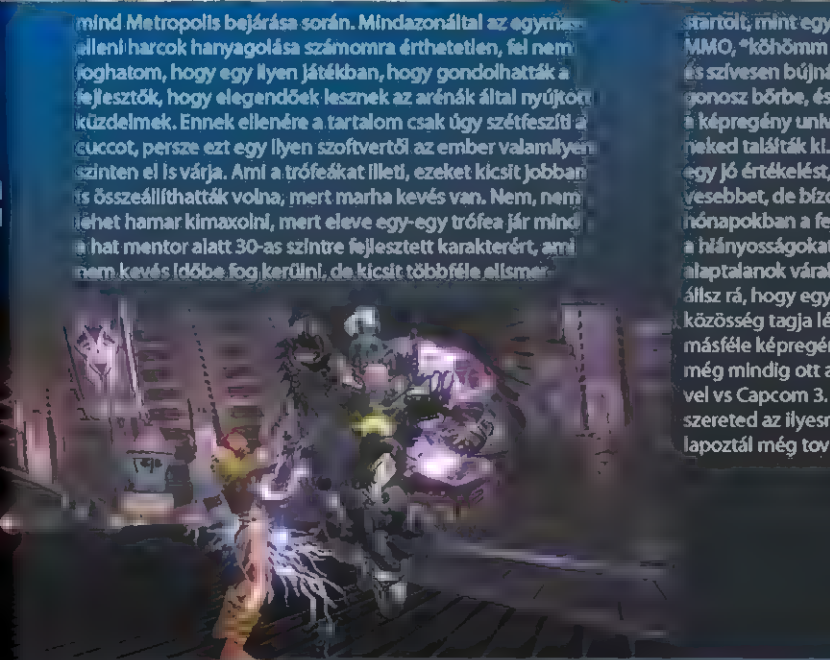 mind Metropolis bejárása során. Mindazonáltal az egymás
elleni harcok hanyagolása számomra érthetetlen, fel nem
foghatom, hogy egy ilyen játékban, hogy gondolhatták a
fejlesztők, hogy elegendőek lesznek az arénák által nyújtott
küzdelmek. Ennek ellenére a tartalom csak úgy szétfeszíti a
cuccot, persze ezt egy ilyen szoftvertől az ember valamilyen
szinten el is várja. Ami a trófeákat illeti, ezeket kicsit jobban
is összeállíthatták volna, mert marha kevés van. Nem, nem
lehet hamar kimaxolni, mert eleve egy-egy trófea jár mind
a hat mentor alatt 30-as szintre fejlesztett karakterért, ami
nem kevés időbe fog kerülni, de kicsit többféle elismer
startolt, mint egy
MMO, *köhömm
és szívesen bújná
gonosz bőrbe, és
a képregény univ
neked találták ki.
egy jó értékelést,
vesebbet, de bízo
hónapokban a fe
a hiányosságokat
alaptalanok vára
állsz rá, hogy egy
közösség tagja lé
másféle képregén
még mindig ott a
vel vs Capcom 3.
szereted az ilyesm
lapoztál még tov